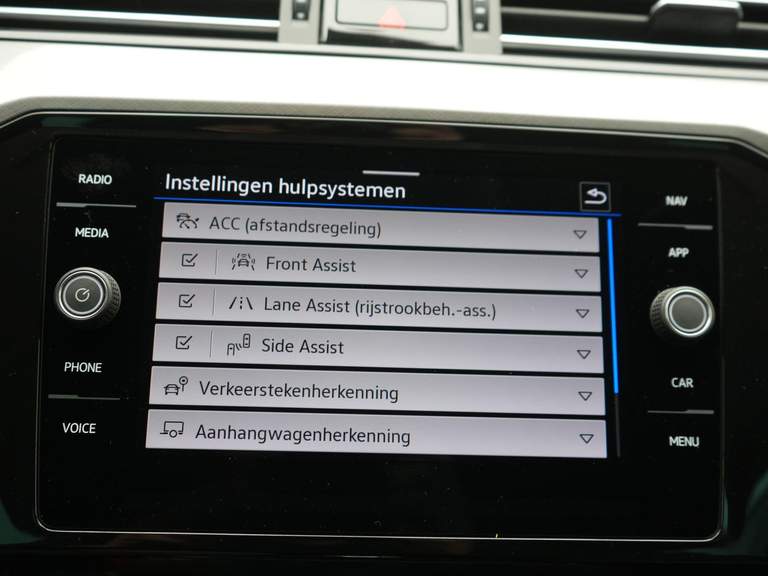 RADIO
MEDIA
PHONE
VOICE
Instellingen hulpsystemen
ACC (afstandsregeling)
Front Assist
Lane Assist (rijstrookbeh.-ass.)
Side Assist
Verkeerstekenherkenning
Aanhangwagenherkenning
NAV
APP
CAR
MENU